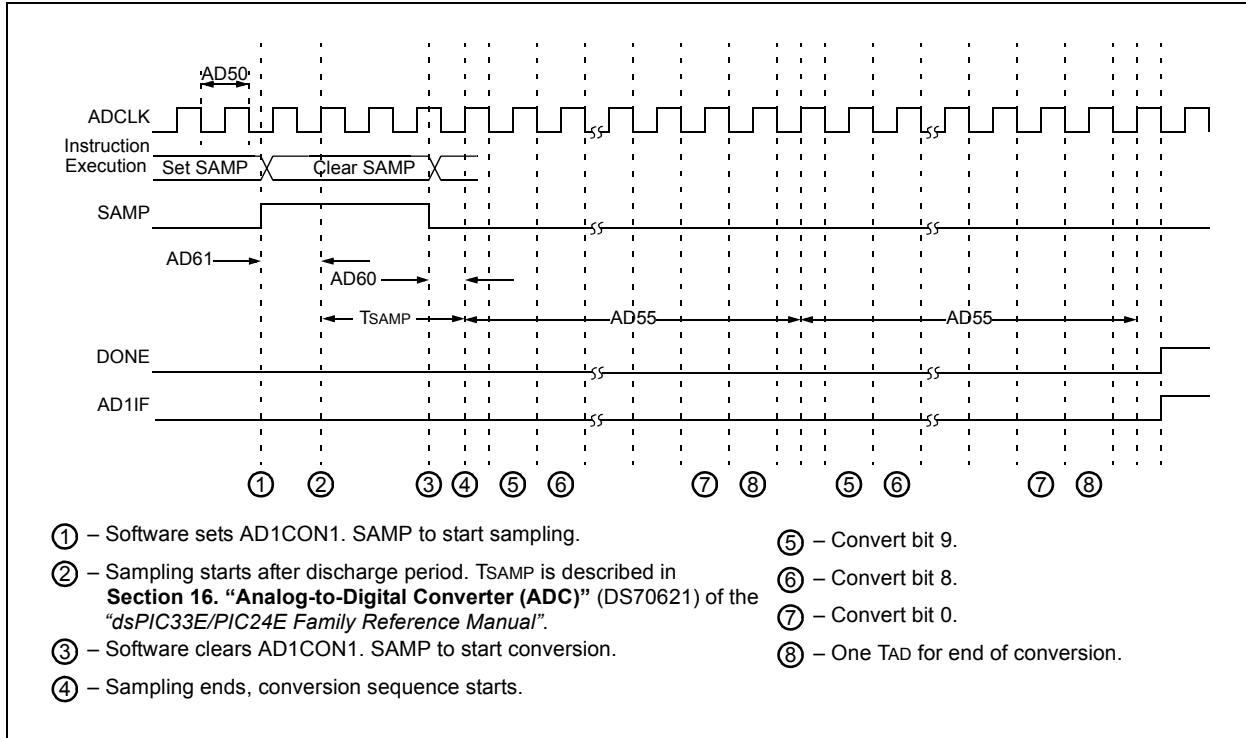 AD50
ADCLK
Instruction
Execution
Set SAMP
Clear SAMP
SAMP
AD61
AD60
TSAMP
AD55
AD55
DONE
AD1IF
1 2 3 4 5 6 7 8 5 6 7 8
1 – Software sets AD1CON1. SAMP to start sampling.
2 – Sampling starts after discharge period. TSAMP is described in
Section 16. “Analog-to-Digital Converter (ADC)” (DS70621) of the
“dsPIC33E/PIC24E Family Reference Manual”.
3 – Software clears AD1CON1. SAMP to start conversion.
4 – Sampling ends, conversion sequence starts.
5 – Convert bit 9.
6 – Convert bit 8.
7 – Convert bit 0.
8 – One TAD for end of conversion.